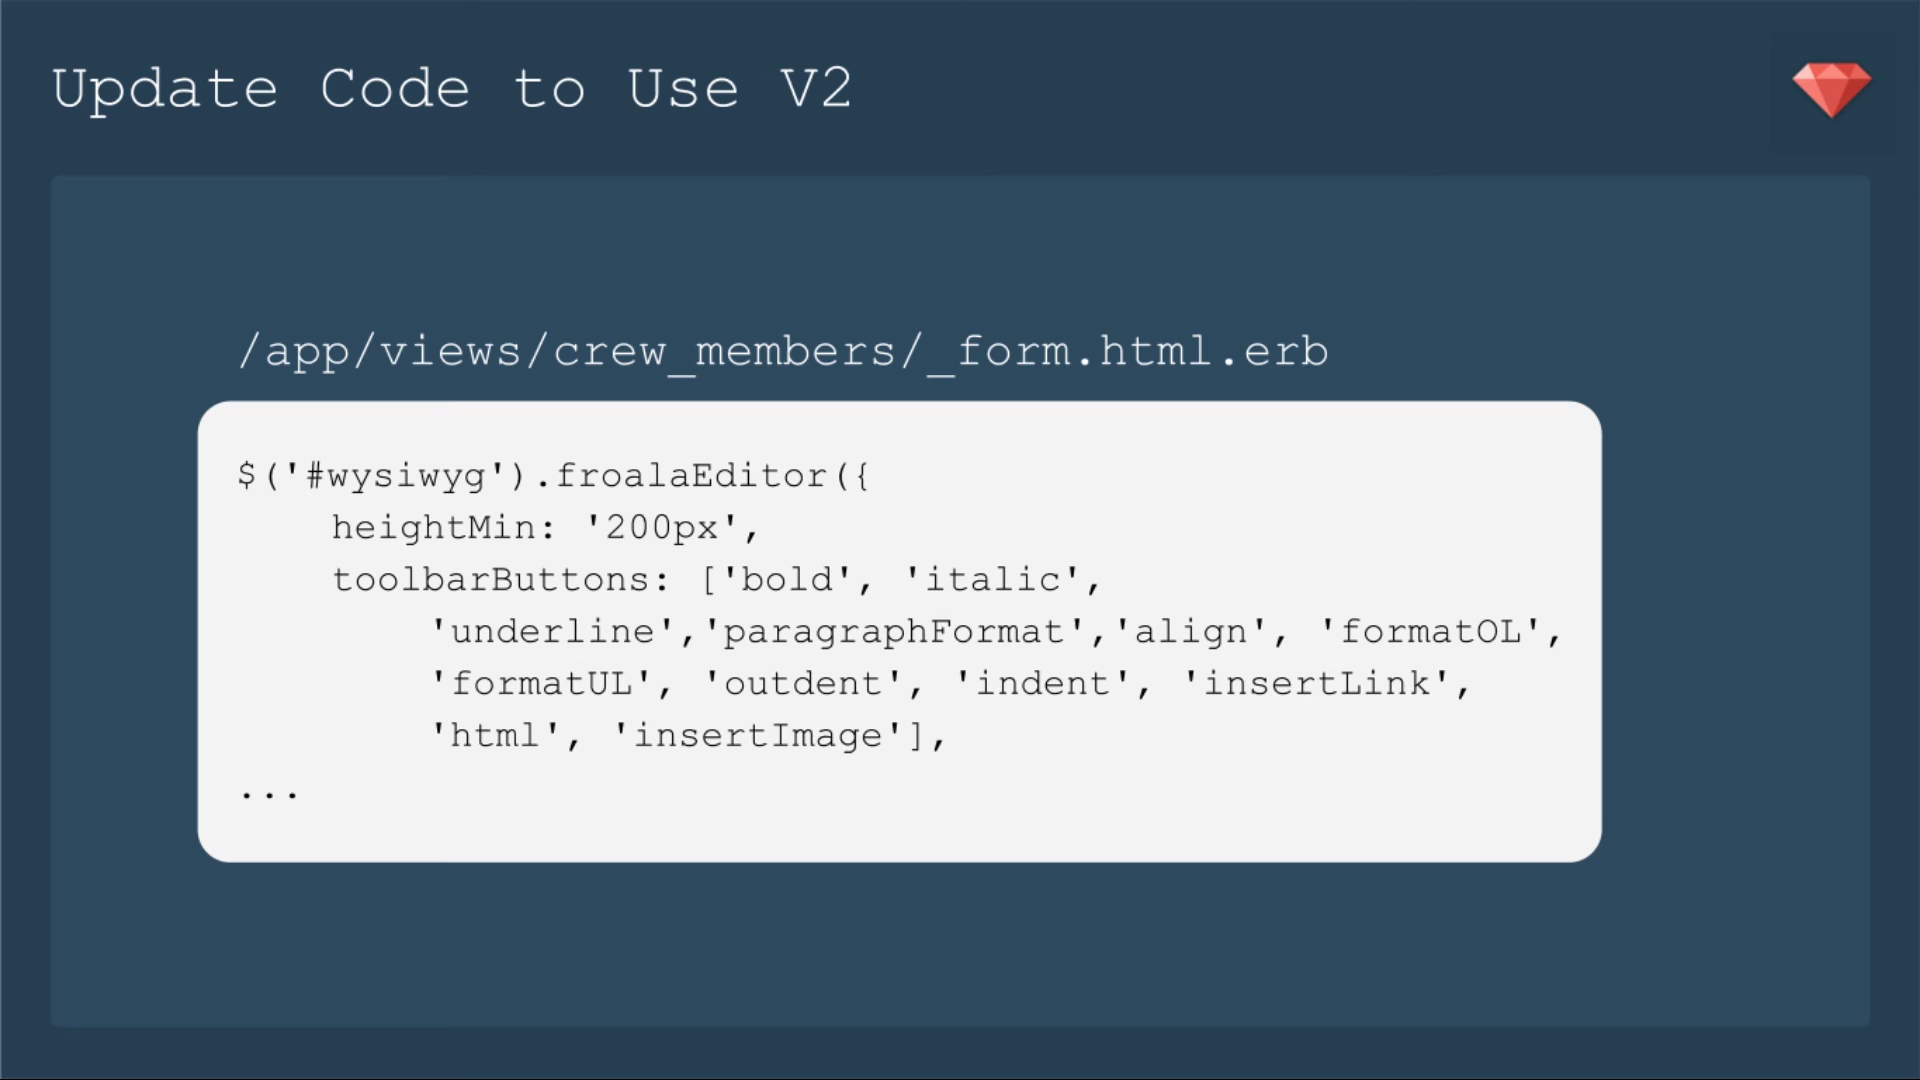 Update Code to Use V2
/app/views/crew_members/_form.html.erb
$('#wysiwyg').froalaEditor({
heightMin: '200px',
toolbarButtons: ['bold', 'italic',
'underline','paragraphFormat','align', 'formatOL',
'formatUL', 'outdent', 'indent', 'insertLink',
'html', 'insertImage'],
...